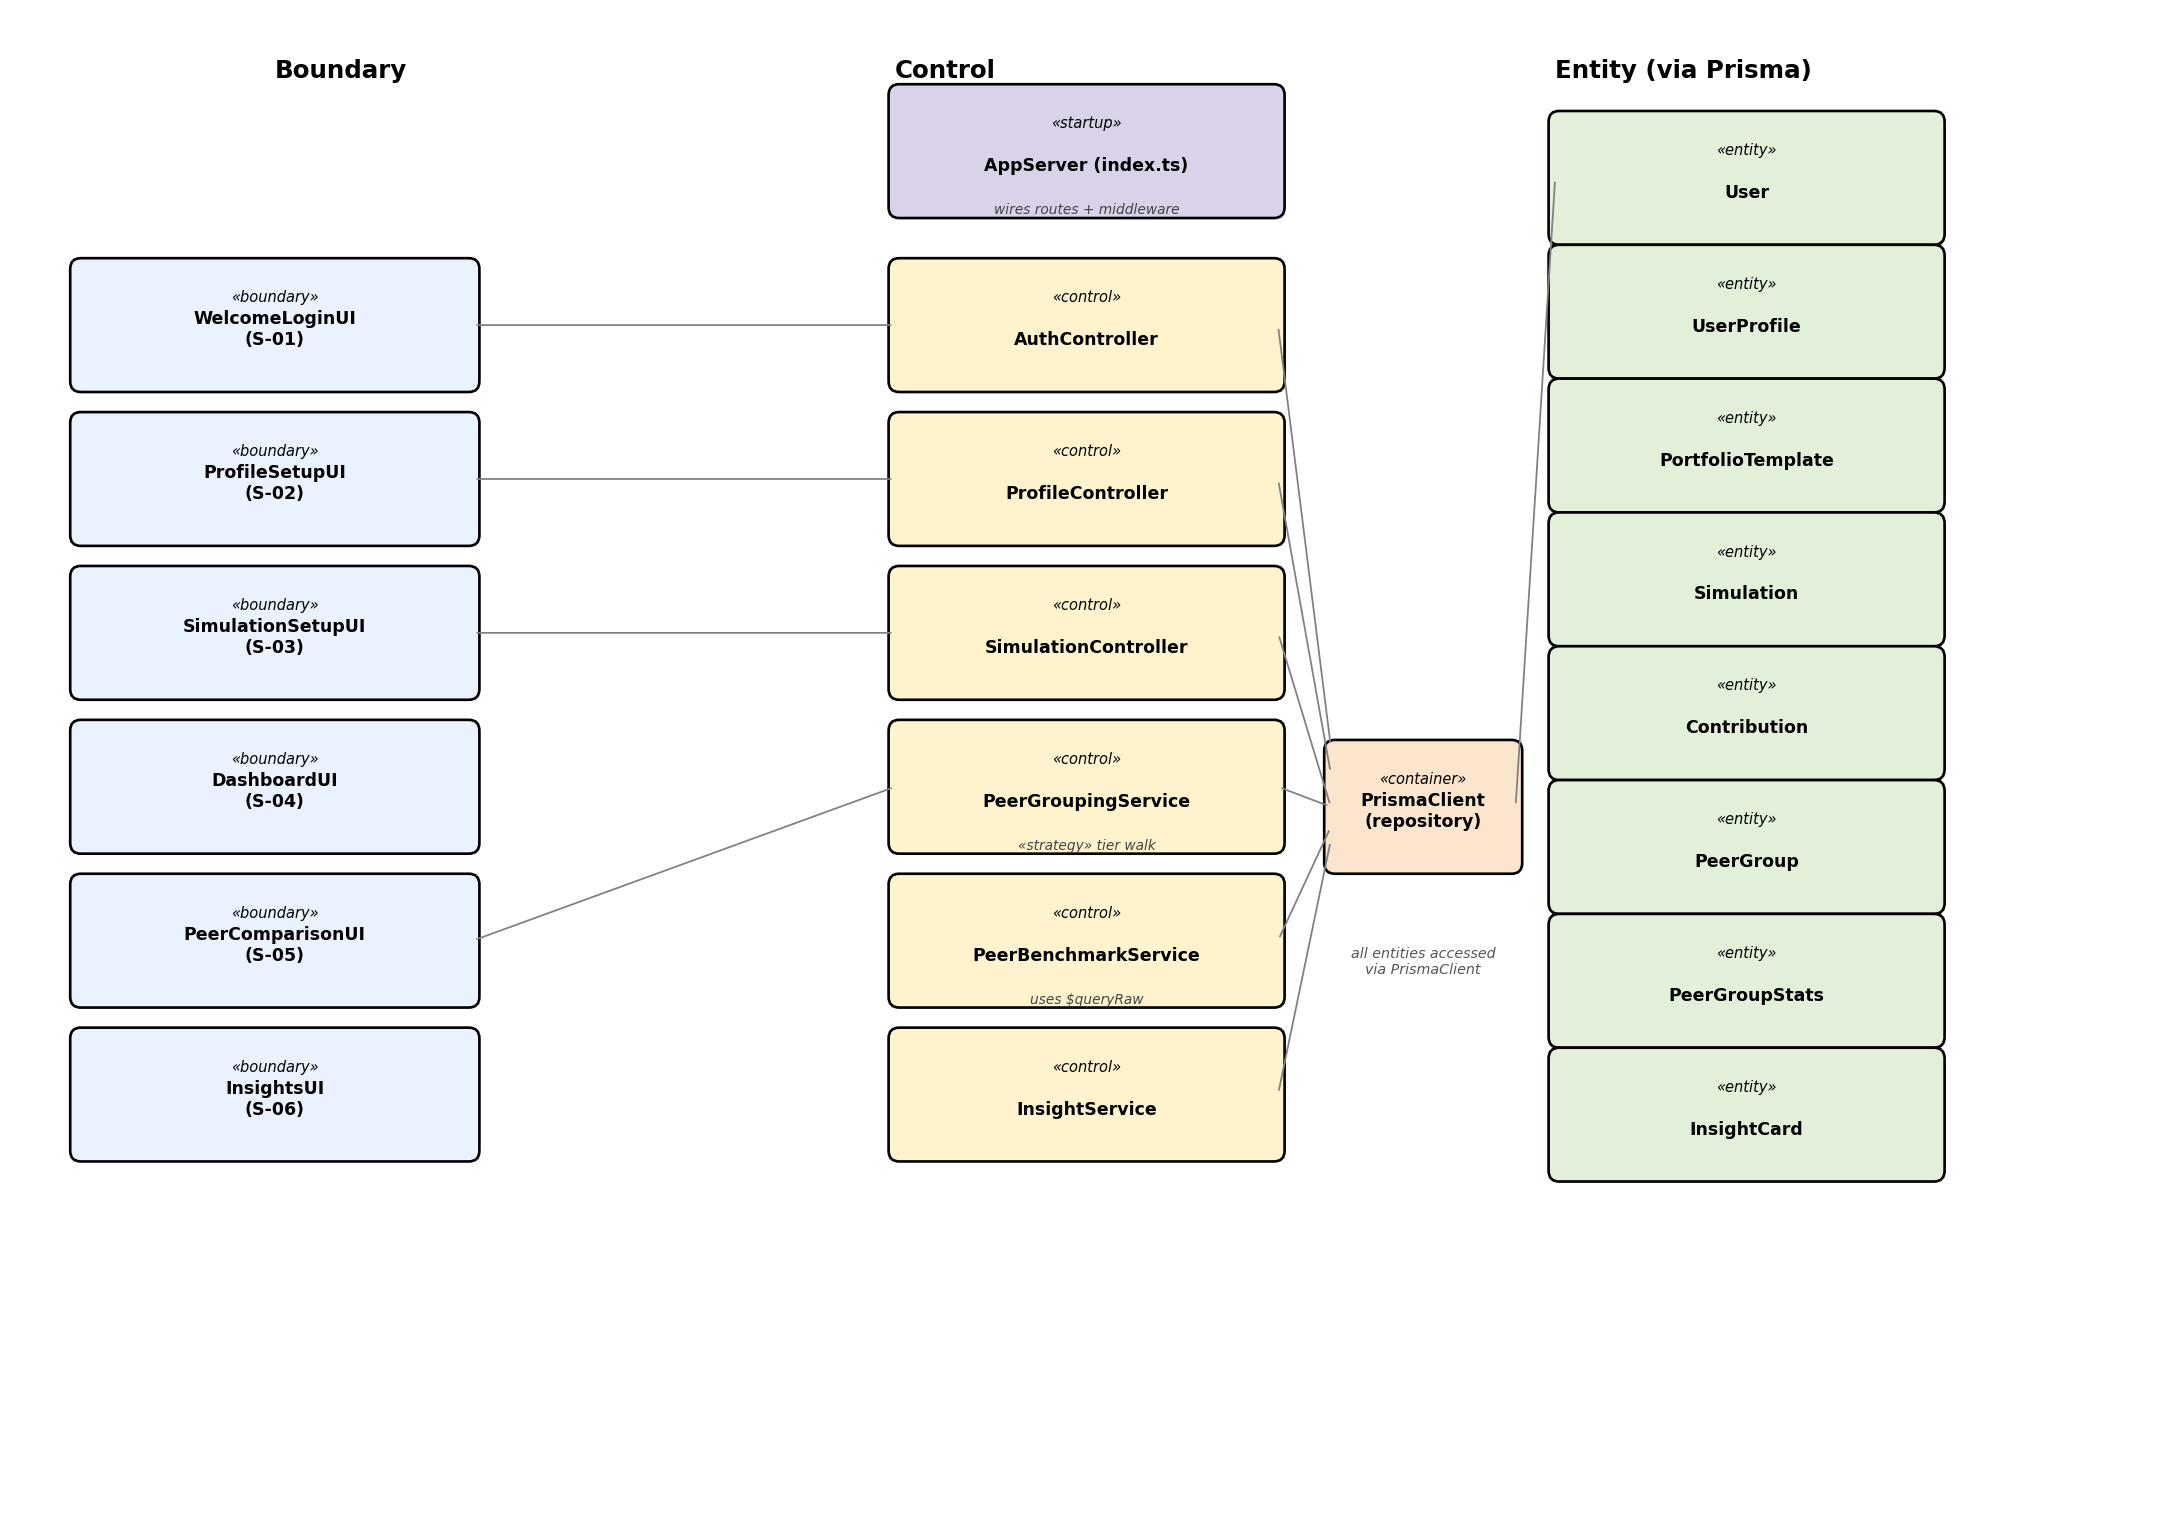 Boundary
Control
Entity (via Prisma)
«startup»
AppServer (index.ts)
wires routes + middleware
«boundary»
WelcomeLoginUI
(S-01)
«boundary»
ProfileSetupUI
(S-02)
«boundary»
SimulationSetupUI
(S-03)
«boundary»
DashboardUI
(S-04)
«boundary»
PeerComparisonUI
(S-05)
«boundary»
InsightsUI
(S-06)
«control»
AuthController
«control»
ProfileController
«control»
SimulationController
«control»
PeerGroupingService
«strategy» tier walk
«control»
PeerBenchmarkService
uses $queryRaw
«control»
InsightService
«container»
PrismaClient
(repository)
all entities accessed
via PrismaClient
«entity»
User
«entity»
UserProfile
«entity»
PortfolioTemplate
«entity»
Simulation
«entity»
Contribution
«entity»
PeerGroup
«entity»
PeerGroupStats
«entity»
InsightCard